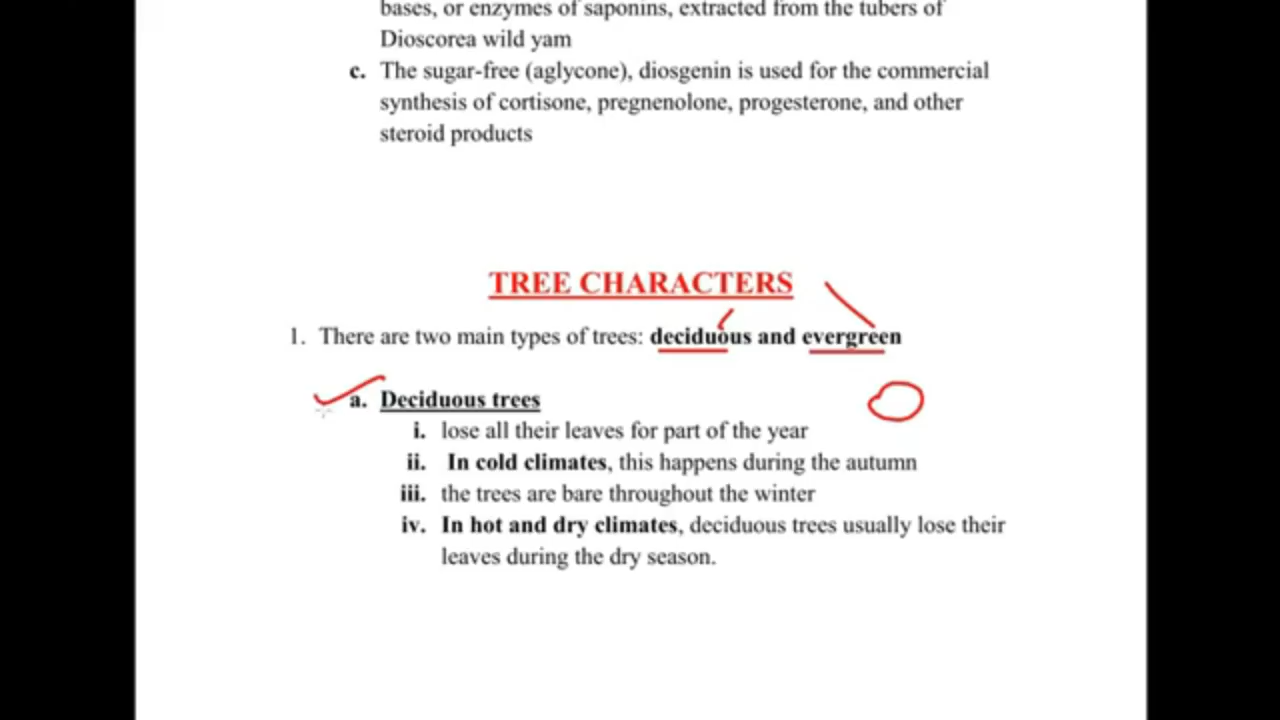 bases, or enzymes of saponins, extracted from the tubers of
Dioscorea wild yam
c. The sugar-free (aglycone), diosgenin is used for the commercial
synthesis of cortisone, pregnenolone, progesterone, and other
steroid products
TREE CHARACTERS
1. There are two main types of trees: deciduous and evergreen
a. Deciduous trees
i. lose all their leaves for part of the year
ii. In cold climates, this happens during the autumn
iii. the trees are bare throughout the winter
iv. In hot and dry climates, deciduous trees usually lose their
leaves during the dry season.